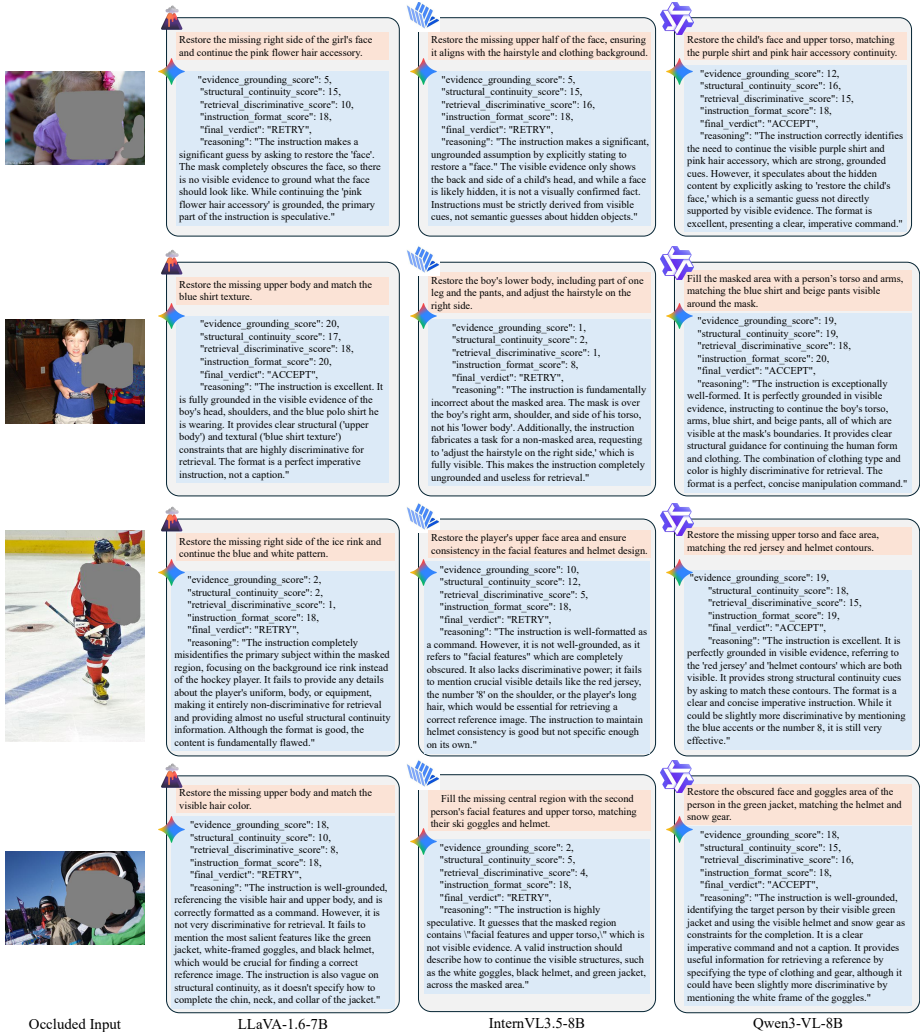 Restore the missing right side of the girl's face
and continue the pink flower hair accessory.
"evidence_grounding_score": 5,
"structural_continuity_score": 15,
"retrieval_discriminative_score": 10,
"instruction_format_score": 18,
"final_verdict": "RETRY",
"reasoning": "The instruction makes a
significant guess by asking to restore the 'face'.
The mask completely obscures the face, so there
is no visible evidence to ground what the face
should look like. While continuing the 'pink
flower hair accessory' is grounded, the primary
part of the instruction is speculative."
Restore the missing upper half of the face, ensuring
it aligns with the hairstyle and clothing background.
"evidence_grounding_score": 5,
"structural_continuity_score": 15,
"retrieval_discriminative_score": 16,
"instruction_format_score": 18,
"final_verdict": "RETRY",
"reasoning": "The instruction makes a significant,
ungrounded assumption by explicitly stating to
restore a "face." The visible evidence only shows
the back and side of a child's head, and while a
face is likely hidden, it is not a visually confirmed fact.
Instructions must be strictly derived from visible
cues, not semantic guesses about hidden objects."
Restore the child's face and upper torso, matching
the purple shirt and pink hair accessory continuity.
"evidence_grounding_score": 12,
"structural_continuity_score": 16,
"retrieval_discriminative_score": 15,
"instruction_format_score": 18,
"final_verdict": "ACCEPT",
"reasoning": "The instruction correctly identifies
the need to continue the visible purple shirt and
pink hair accessory, which are strong, grounded
cues. However, it speculates about the hidden
content by explicitly asking to 'restore the child's
face,' which is a semantic guess not directly
supported by visible evidence. The format is
excellent, presenting a clear, imperative command."
Restore the missing upper body and match the
blue shirt texture.
"evidence_grounding_score": 20,
"structural_continuity_score": 17,
"retrieval_discriminative_score": 18,
"instruction_format_score": 20,
"final_verdict": "ACCEPT",
"reasoning": "The instruction is excellent. It
is fully grounded in the visible evidence of the
boy's head, shoulders, and the blue polo shirt he
is wearing. It provides clear structural ('upper
body') and textural ('blue shirt texture')
constraints that are highly discriminative for
retrieval. The format is a perfect imperative
instruction, not a caption."
Restore the boy's lower body, including part of one
leg and the pants, and adjust the hairstyle on the
right side.
"evidence_grounding_score": 1,
"structural_continuity_score": 2,
"retrieval_discriminative_score": 1,
"instruction_format_score": 8,
"final_verdict": "RETRY",
"reasoning": "The instruction is fundamentally
incorrect about the masked area. The mask is over
the boy's right arm, shoulder, and side of his torso,
not his 'lower body'. Additionally, the instruction
fabricates a task for a non-masked area, requesting
to 'adjust the hairstyle on the right side,' which is
fully visible. This makes the instruction completely
ungrounded and useless for retrieval."
Fill the masked area with a person's torso and arms,
matching the blue shirt and beige pants visible
around the mask.
"evidence_grounding_score": 19,
"structural_continuity_score": 19,
"retrieval_discriminative_score": 18,
"instruction_format_score": 20,
"final_verdict": "ACCEPT",
"reasoning": "The instruction is exceptionally
well-formed. It is perfectly grounded in visible
evidence, instructing to continue the boy's torso,
arms, blue shirt, and beige pants, all of which are
visible at the mask's boundaries. It provides clear
structural guidance for continuing the human form
and clothing. The combination of clothing type and
color is highly discriminative for retrieval. The
format is a perfect, concise manipulation command."
Restore the missing right side of the ice rink and
continue the blue and white pattern.
"evidence_grounding_score": 2,
"structural_continuity_score": 2,
"retrieval_discriminative_score": 1,
"instruction_format_score": 18,
"final_verdict": "RETRY",
"reasoning": "The instruction completely
misidentifies the primary subject within the masked
region, focusing on the background ice rink instead
of the hockey player. It fails to provide any details
about the player's uniform, body, or equipment,
making it entirely non-discriminative for retrieval
and providing almost no useful structural continuity
information. Although the format is good, the
content is fundamentally flawed."
Restore the player's upper face area and ensure
consistency in the facial features and helmet design.
"evidence_grounding_score": 10,
"structural_continuity_score": 12,
"retrieval_discriminative_score": 5,
"instruction_format_score": 18,
"final_verdict": "RETRY",
"reasoning": "The instruction is well-formatted as
a command. However, it is not well-grounded, as it
refers to "facial features" which are completely
obscured. It also lacks discriminative power; it fails
to mention crucial visible details like the red jersey,
the number '8' on the shoulder, or the player's long
hair, which would be essential for retrieving a
correct reference image. The instruction to maintain
helmet consistency is good but not specific enough
on its own."
Restore the missing upper torso and face area,
matching the red jersey and helmet contours.
"evidence_grounding_score": 19,
"structural_continuity_score": 18,
"retrieval_discriminative_score": 15,
"instruction_format_score": 19,
"final_verdict": "ACCEPT",
"reasoning": "The instruction is excellent. It is
perfectly grounded in visible evidence, referring to
the 'red jersey' and 'helmet contours' which are both
visible. It provides strong structural continuity cues
by asking to match these contours. The format is a
clear and concise imperative instruction. While it
could be slightly more discriminative by mentioning
the blue accents or the number 8, it is still very
effective."
Restore the missing upper body and match the
visible hair color.
"evidence_grounding_score": 18,
"structural_continuity_score": 10,
"retrieval_discriminative_score": 8,
"instruction_format_score": 18,
"final_verdict": "RETRY",
"reasoning": "The instruction is well-grounded,
referencing the visible hair and upper body, and is
correctly formatted as a command. However, it is
not very discriminative for retrieval. It fails to
mention the most salient features like the green
jacket, white-framed goggles, and black helmet,
which would be crucial for finding a correct
reference image. The instruction is also vague on
structural continuity, as it doesn't specify how to
complete the chin, neck, and collar of the jacket."
Fill the missing central region with the second
person's facial features and upper torso, matching
their ski goggles and helmet.
"evidence_grounding_score": 2,
"structural_continuity_score": 5,
"retrieval_discriminative_score": 4,
"instruction_format_score": 18,
"final_verdict": "RETRY",
"reasoning": "The instruction is highly
speculative. It guesses that the masked region
contains \"facial features and upper torso,\" which is
not visible evidence. A valid instruction should
describe how to continue the visible structures, such
as the white goggles, black helmet, and green jacket,
across the masked area."
Restore the obscured face and goggles area of the
person in the green jacket, matching the helmet and
snow gear.
"evidence_grounding_score": 18,
"structural_continuity_score": 15,
"retrieval_discriminative_score": 16,
"instruction_format_score": 18,
"final_verdict": "ACCEPT",
"reasoning": "The instruction is well-grounded,
identifying the target person by their visible green
jacket and using the visible helmet and snow gear as
constraints for the completion. It is a clear
imperative command and not a caption. It provides
useful information for retrieving a reference by
specifying the type of clothing and gear, although it
could have been slightly more discriminative by
mentioning the white frame of the goggles."
Occluded Input
LLaVA-1.6-7B
InternVL3.5-8B
Qwen3-VL-8B